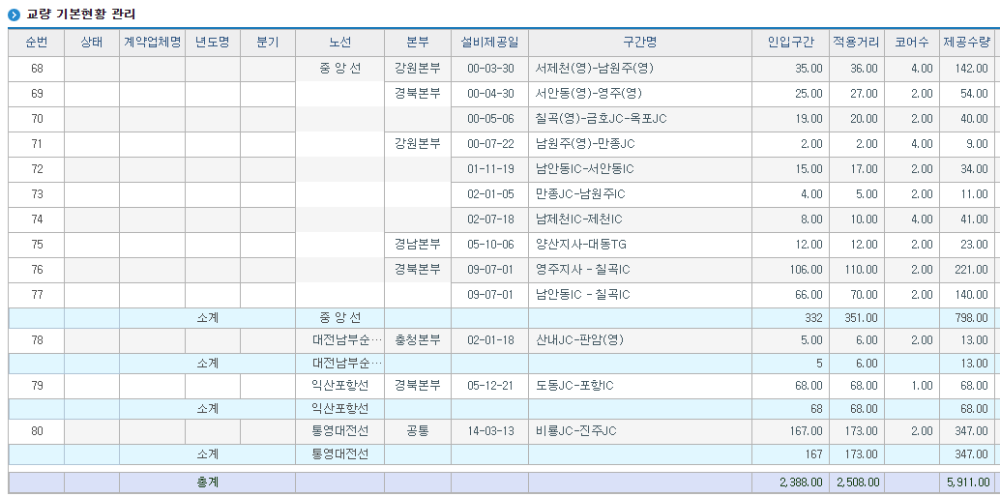 교량 기본현황 관리
순번 상태 계약업체명 년도명 분기 노선 본부 설비제공일 구간명 인입구간 적용거리 코어수 제공수량
68 중 앙 선 강원본부 00-03-30 서제천(영)-남원주(영) 35.00 36.00 4.00 142.00
69 경북본부 00-04-30 서안동(영)-영주(영) 25.00 27.00 2.00 54.00
70 00-05-06 칠곡(영)-금호JC-옥포JC 19.00 20.00 2.00 40.00
71 강원본부 00-07-22 남원주(영)-만종JC 2.00 2.00 4.00 9.00
72 01-11-19 남안동IC-서안동IC 15.00 17.00 2.00 34.00
73 02-01-05 만종JC-남원주IC 4.00 5.00 2.00 11.00
74 02-07-18 남제천IC-제천IC 8.00 10.00 4.00 41.00
75 경남본부 05-10-06 양산지사-대동TG 12.00 12.00 2.00 23.00
76 경북본부 09-07-01 영주지사 - 칠곡IC 106.00 110.00 2.00 221.00
77 09-07-01 남안동IC - 칠곡IC 66.00 70.00 2.00 140.00
소계 중 앙 선 332 351.00 798.00
78 대전남부순… 충청본부 02-01-18 산내JC-판암(영) 5.00 6.00 2.00 13.00
소계 대전남부순… 5 6.00 13.00
79 익산포항선 경북본부 05-12-21 도동JC-포항IC 68.00 68.00 1.00 68.00
소계 익산포항선 68 68.00 68.00
80 통영대전선 공통 14-03-13 비룡JC-진주JC 167.00 173.00 2.00 347.00
소계 통영대전선 167 173.00 347.00
총계 2,388.00 2,508.00 5,911.00